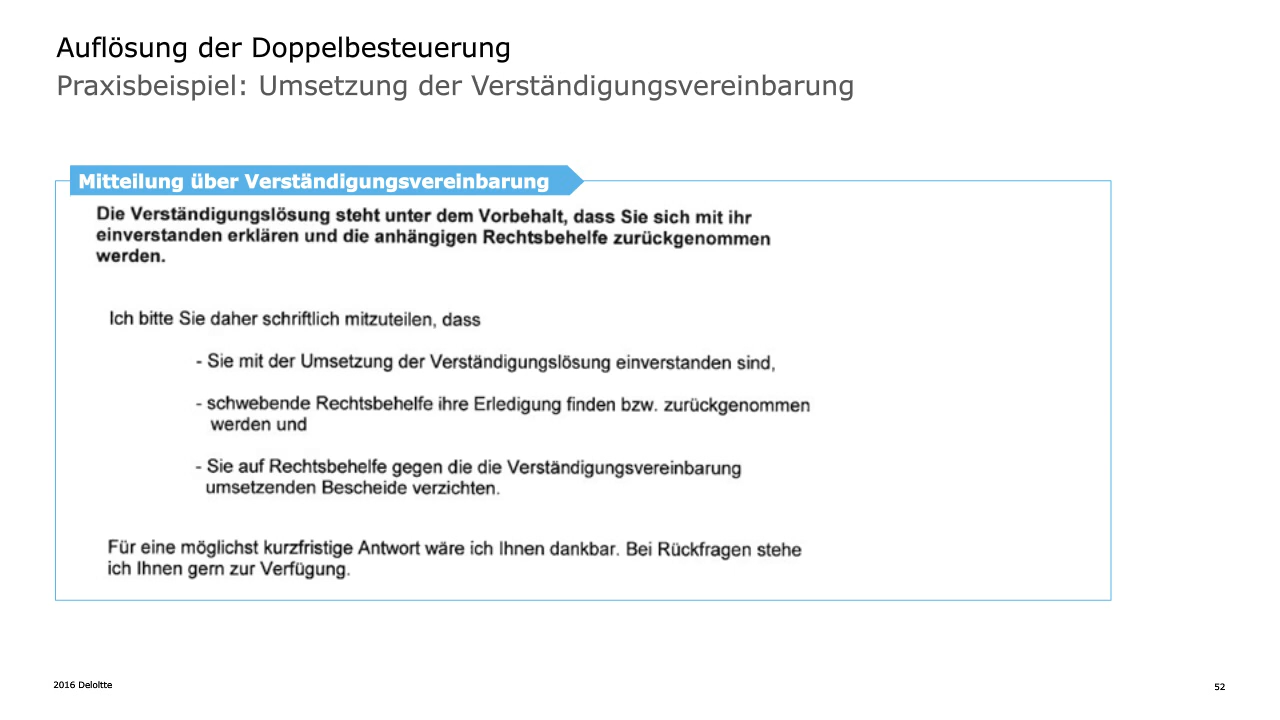 Auflösung der Doppelbesteuerung
Praxisbeispiel: Umsetzung der Verständigungsvereinbarung
Mitteilung über Verständigungsvereinbarung
Die Verständigungslösung steht unter dem Vorbehalt, dass Sie sich mit ihr
einverstanden erklären und die anhängigen Rechtsbehelfe zurückgenommen
werden.
Ich bitte Sie daher schriftlich mitzuteilen, dass
- Sie mit der Umsetzung der Verständigungslösung einverstanden sind,
- schwebende Rechtsbehelfe ihre Erledigung finden bzw. zurückgenommen
werden und
- Sie auf Rechtsbehelfe gegen die die Verständigungsvereinbarung
umsetzenden Bescheide verzichten.
Für eine möglichst kurzfristige Antwort wäre ich Ihnen dankbar. Bei Rückfragen stehe
ich Ihnen gern zur Verfügung.
2016 Deloitte
52